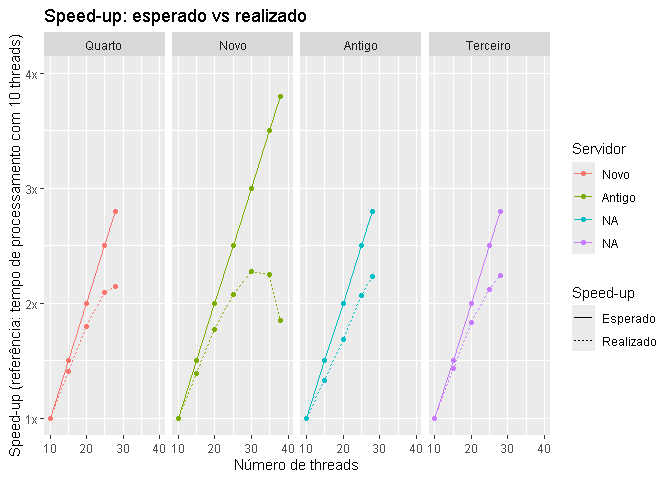 Speed-up: esperado vs realizado
Quarto
Novo
Antigo
Terceiro
Speed-up (referência: tempo de processamento com 10 threads)
4x
3x
2x
1x
10 20 30 40
10 20 30 40
10 20 30 40
10 20 30 40
Número de threads
Servidor
Novo
Antigo
NA
NA
Speed-up
Esperado
Realizado